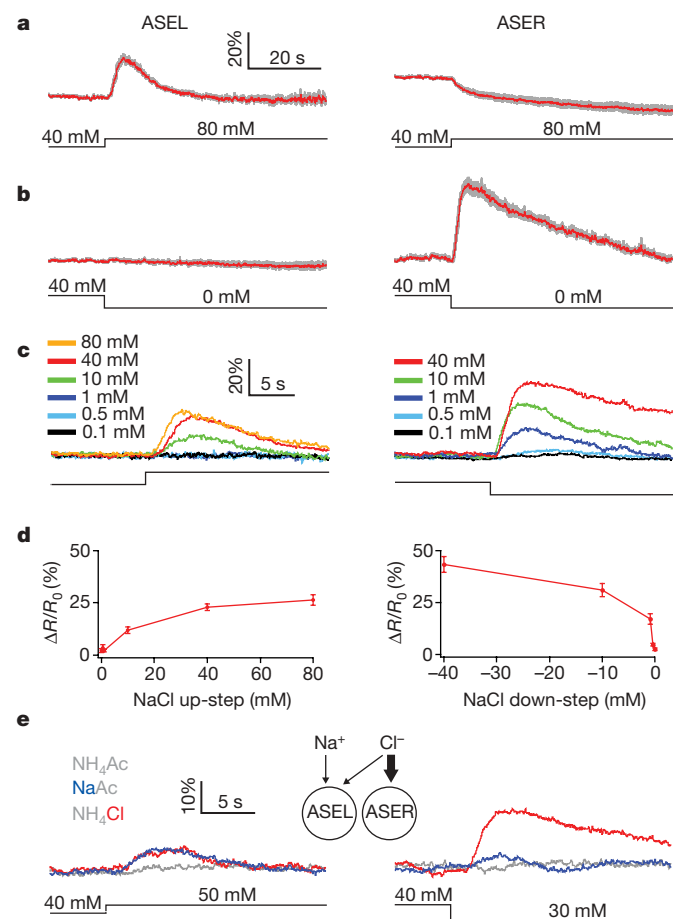 a
ASEL
ASER
20%
20 s
40 mM
80 mM
40 mM
80 mM
b
40 mM
0 mM
40 mM
0 mM
c
80 mM
40 mM
10 mM
1 mM
0.5 mM
0.1 mM
20%
5 s
40 mM
10 mM
1 mM
0.5 mM
0.1 mM
d
ΔR/R₀ (%)
50
25
0
0 20 40 60 80
NaCl up-step (mM)
ΔR/R₀ (%)
50
25
0
−40 −30 −20 −10 0
NaCl down-step (mM)
e
NH₄Ac
NaAc
NH₄Cl
10%
5 s
Na⁺ Cl⁻
ASEL ASER
40 mM
50 mM
40 mM
30 mM